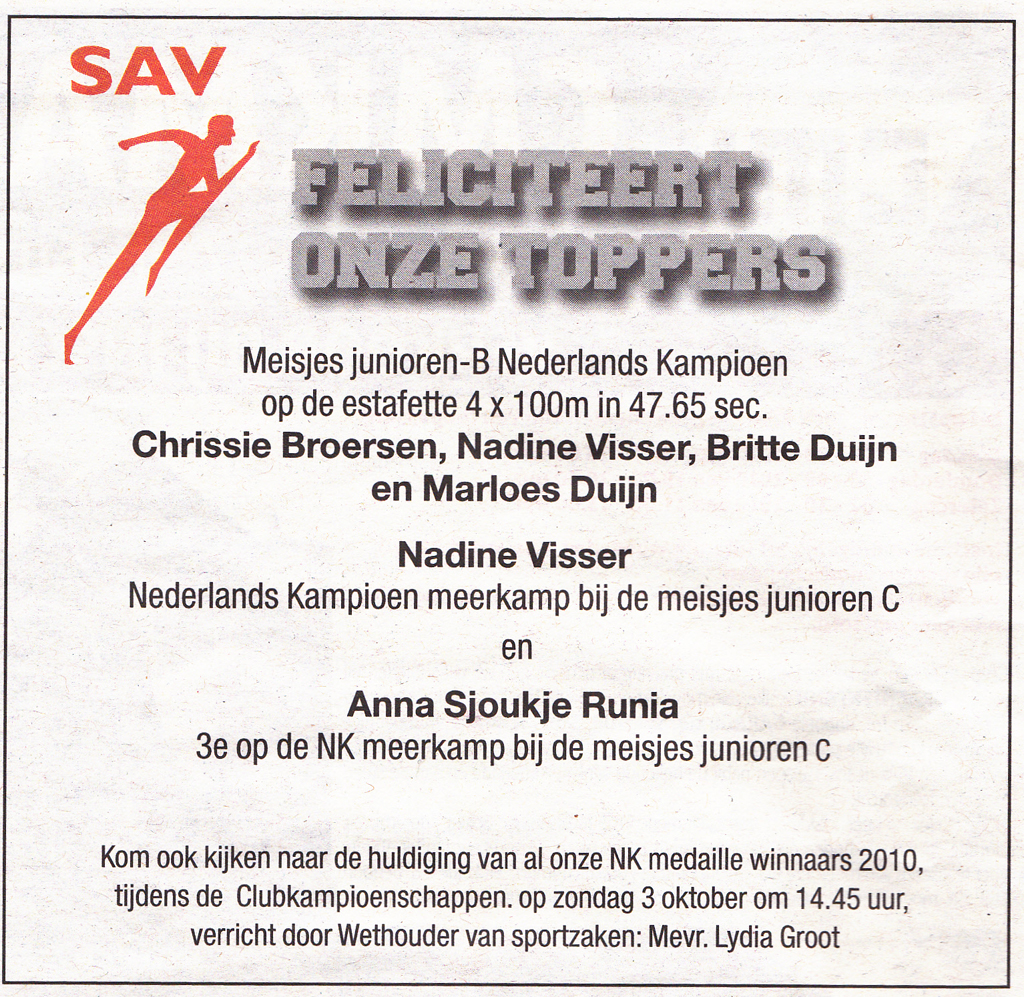 SAV
FELICITEERT
ONZE TOPPERS
Meisjes junioren-B Nederlands Kampioen
op de estafette 4 x 100m in 47.65 sec.
Chrissie Broersen, Nadine Visser, Britte Duijn
en Marloes Duijn
Nadine Visser
Nederlands Kampioen meerkamp bij de meisjes junioren C
en
Anna Sjoukje Runia
3e op de NK meerkamp bij de meisjes junioren C
Kom ook kijken naar de huldiging van al onze NK medaille winnaars 2010,
tijdens de Clubkampioenschappen. op zondag 3 oktober om 14.45 uur,
verricht door Wethouder van sportzaken: Mevr. Lydia Groot